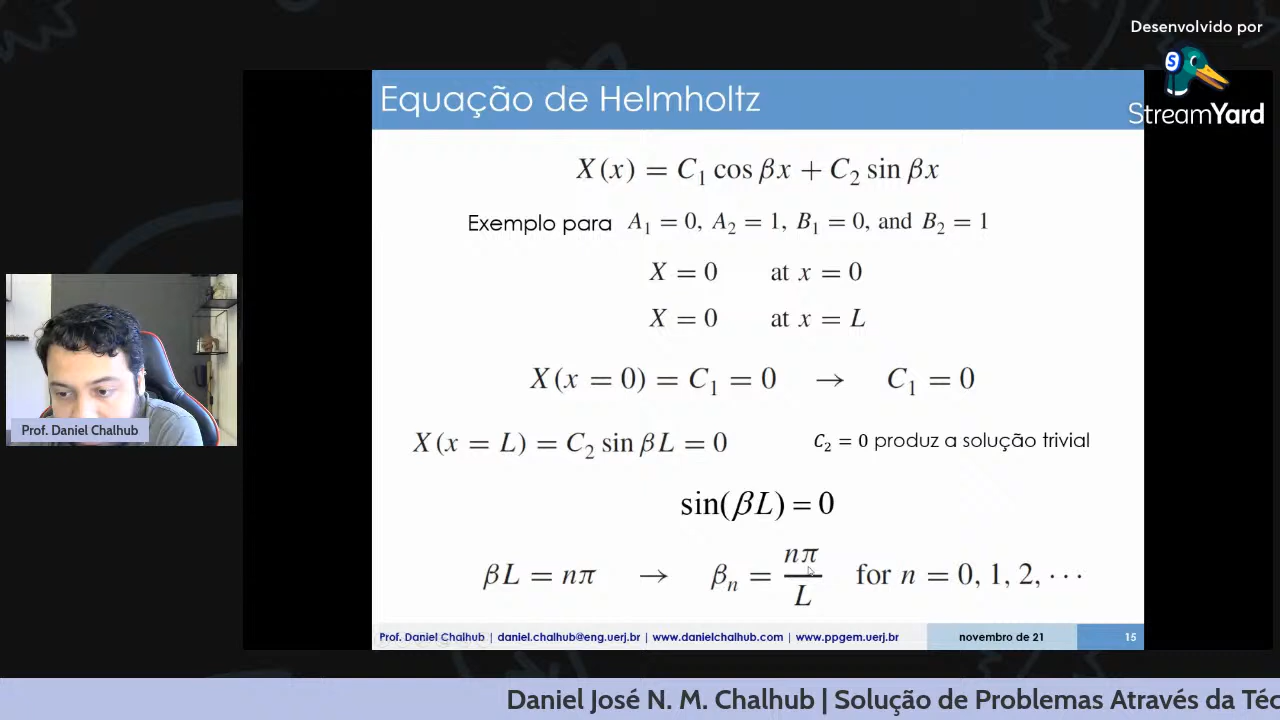 Desenvolvido por
StreamYard
Equação de Helmholtz
X(x) = C₁ cos βx + C₂ sin βx
Exemplo para A₁ = 0, A₂ = 1, B₁ = 0, and B₂ = 1
X = 0 at x = 0
X = 0 at x = L
X(x = 0) = C₁ = 0 → C₁ = 0
X(x = L) = C₂ sin βL = 0 C₂ = 0 produz a solução trivial
sin(βL) = 0
βL = nπ → βₙ = nπ/L for n = 0, 1, 2, ···
Prof. Daniel Chalhub | daniel.chalhub@eng.uerj.br | www.danielchalhub.com | www.ppgem.uerj.br novembro de 21 15
Prof. Daniel Chalhub
Daniel José N. M. Chalhub | Solução de Problemas Através da Téc